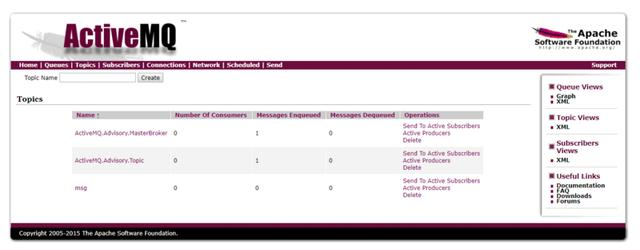 ActiveMQ™
The Apache
Software Foundation
http://www.apache.org/
Home | Queues | Topics | Subscribers | Connections | Network | Scheduled | Send
Support
Topic Name Create
Topics
Name ↑ Number Of Consumers Messages Enqueued Messages Dequeued Operations
ActiveMQ.Advisory.MasterBroker 0 1 0 Send To Active Subscribers
Active Producers
Delete
ActiveMQ.Advisory.Topic 0 1 0 Send To Active Subscribers
Active Producers
Delete
msg 0 0 0 Send To Active Subscribers
Active Producers
Delete
Queue Views
Graph
XML
Topic Views
XML
Subscribers
Views
XML
Useful Links
Documentation
FAQ
Downloads
Forums
Copyright 2005-2015 The Apache Software Foundation.